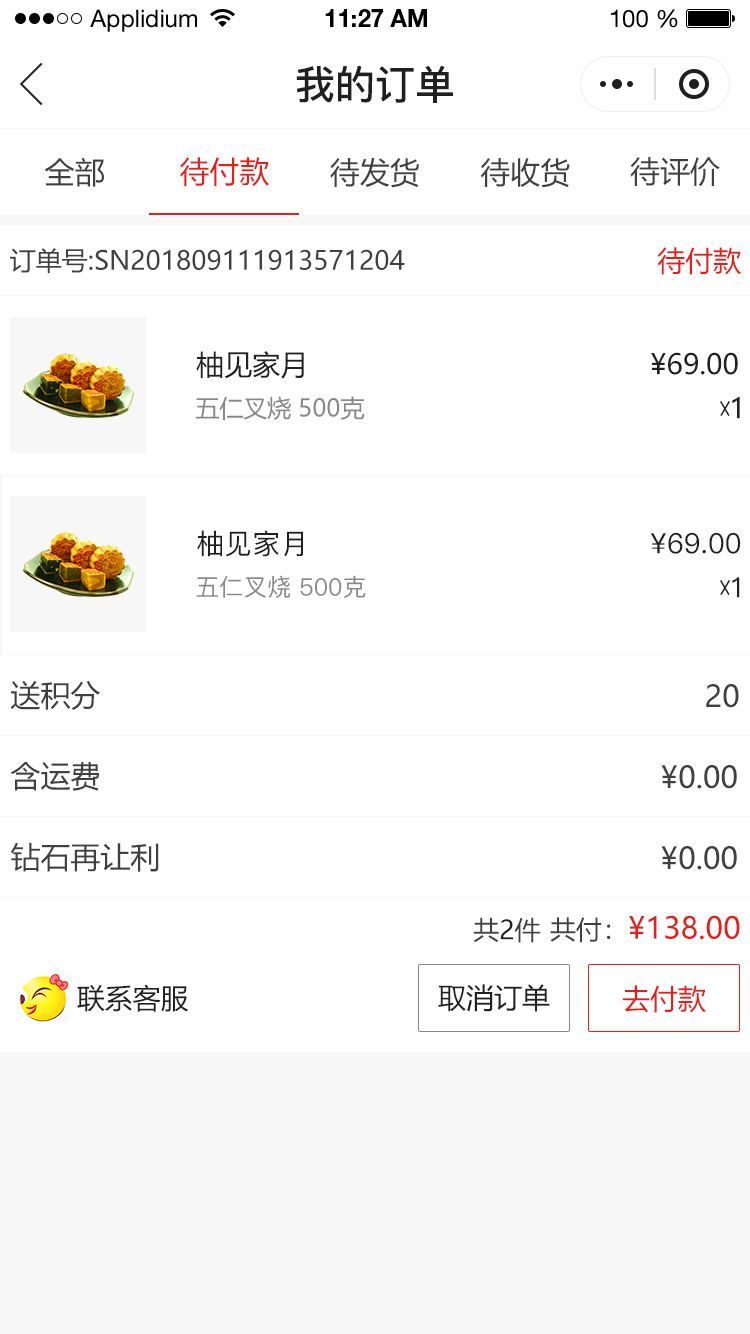 Applidium 11:27 AM 100 %
我的订单
全部 待付款 待发货 待收货 待评价
订单号:SN201809111913571204 待付款
柚见家月 ¥69.00
五仁叉烧 500克 x1
柚见家月 ¥69.00
五仁叉烧 500克 x1
送积分 20
含运费 ¥0.00
钻石再让利 ¥0.00
共2件 共付：¥138.00
联系客服 取消订单 去付款